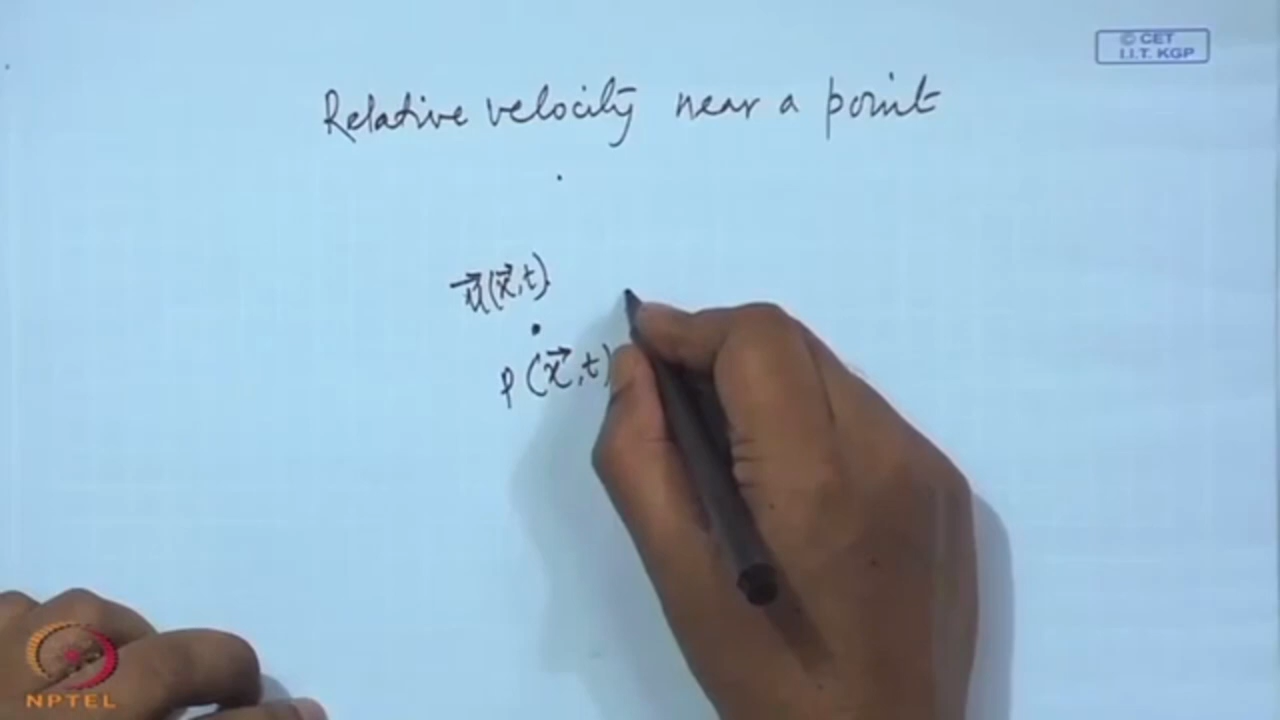 © CET
I.I.T. KGP
Relative velocity near a point
u⃗(x⃗,t)
P(x⃗,t)
NPTEL